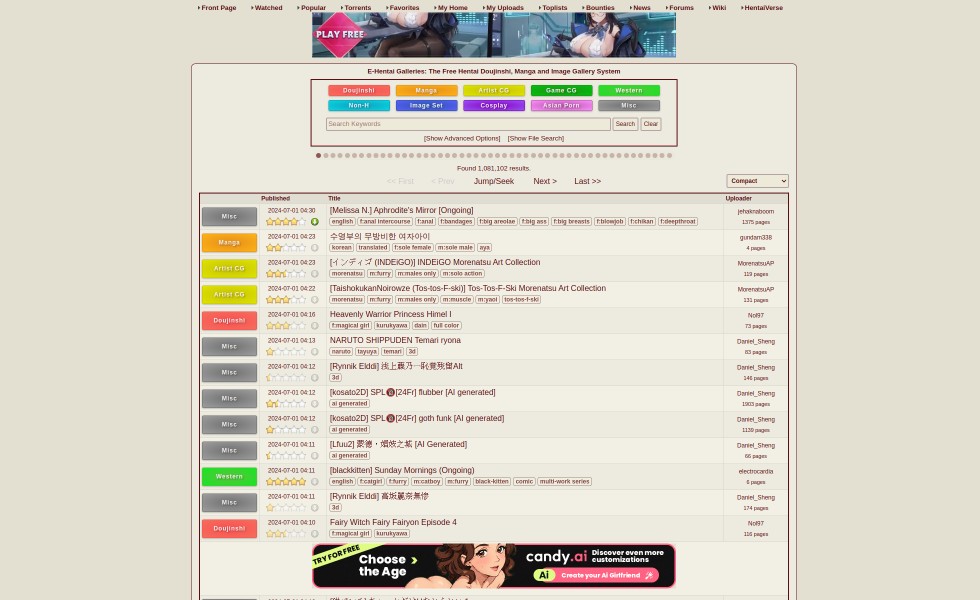 Front Page Watched Popular Torrents Favorites My Home My Uploads Toplists Bounties News Forums Wiki HentaiVerse
PLAY FREE
E-Hentai Galleries: The Free Hentai Doujinshi, Manga and Image Gallery System
Doujinshi Manga Artist CG Game CG Western
Non-H Image Set Cosplay Asian Porn Misc
Search Keywords Search Clear
[Show Advanced Options] [Show File Search]
Found 1,081,102 results.
<< First < Prev Jump/Seek Next > Last >> Compact
Published Title Uploader
Misc 2024-07-01 04:30 [Melissa N.] Aphrodite's Mirror [Ongoing] jehaknaboom
english f:anal intercourse f:anal f:bandages f:big areolae f:big ass f:big breasts f:blowjob f:chikan f:deepthroat 1375 pages
Manga 2024-07-01 04:23 수영부의 무방비한 여자아이 gundam338
korean translated f:sole female m:sole male aya 4 pages
Artist CG 2024-07-01 04:23 [インディゴ (INDEiGO)] INDEiGO Morenatsu Art Collection MorenatsuAP
morenatsu m:furry m:males only m:solo action 119 pages
Artist CG 2024-07-01 04:22 [TaishokukanNoirowze (Tos-tos-F-ski)] Tos-Tos-F-Ski Morenatsu Art Collection MorenatsuAP
morenatsu m:furry m:males only m:muscle m:yaoi tos-tos-f-ski 131 pages
Doujinshi 2024-07-01 04:16 Heavenly Warrior Princess Himel I Nol97
f:magical girl kurukyawa dain full color 73 pages
Misc 2024-07-01 04:13 NARUTO SHIPPUDEN Temari ryona Daniel_Sheng
naruto tayuya temari 3d 83 pages
Misc 2024-07-01 04:12 [Rynnik Elddi] Alt Daniel_Sheng
3d 146 pages
Misc 2024-07-01 04:12 [kosato2D] SPL🔞[24Fr] flubber [AI generated] Daniel_Sheng
ai generated 1903 pages
Misc 2024-07-01 04:12 [kosato2D] SPL🔞[24Fr] goth funk [AI generated] Daniel_Sheng
ai generated 1139 pages
Misc 2024-07-01 04:11 [Lfuu2] [AI Generated] Daniel_Sheng
ai generated 66 pages
Western 2024-07-01 04:11 [blackkitten] Sunday Mornings (Ongoing) electrocardia
english f:catgirl f:furry m:catboy m:furry black-kitten comic multi-work series 6 pages
Misc 2024-07-01 04:11 [Rynnik Elddi] Daniel_Sheng
3d 174 pages
Doujinshi 2024-07-01 04:10 Fairy Witch Fairy Fairyon Episode 4 Nol97
f:magical girl kurukyawa 116 pages
TRY FOR FREE Choose the Age candy.ai Discover even more customizations
Ai Create your Ai Girlfriend